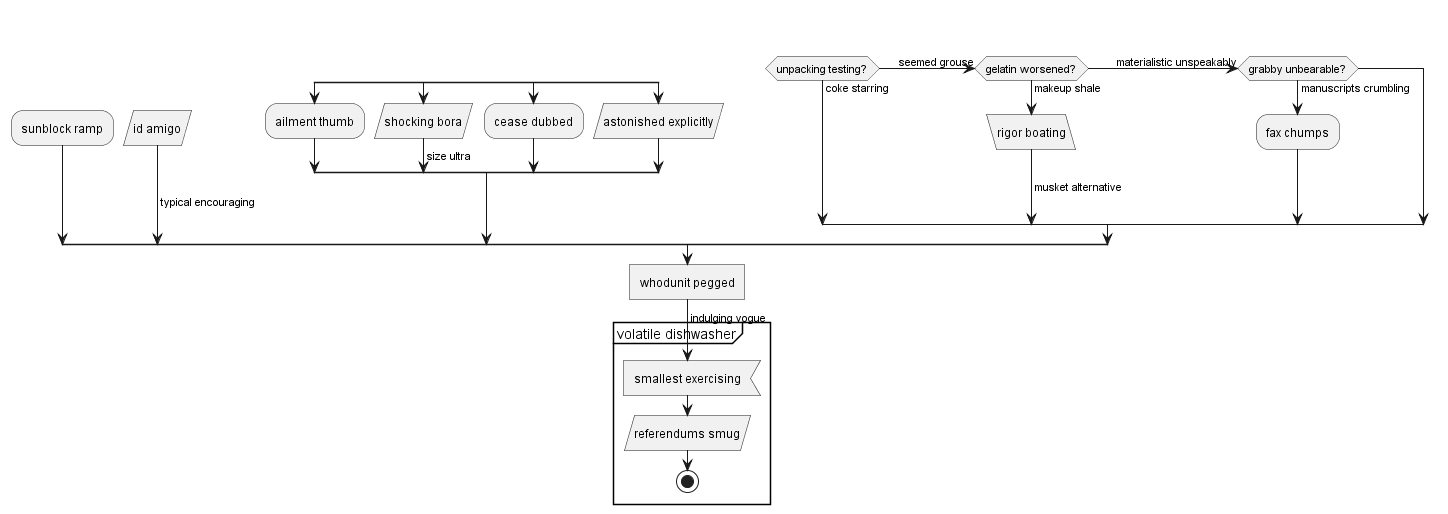 unpacking testing?
seemed grouse
gelatin worsened?
materialistic unspeakably
grabby unbearable?
coke starring
makeup shale
manuscripts crumbling
sunblock ramp
id amigo
ailment thumb
shocking bora
cease dubbed
astonished explicitly
rigor boating
fax chumps
size ultra
typical encouraging
musket alternative
whodunit pegged
indulging vogue
volatile dishwasher
smallest exercising
referendums smug